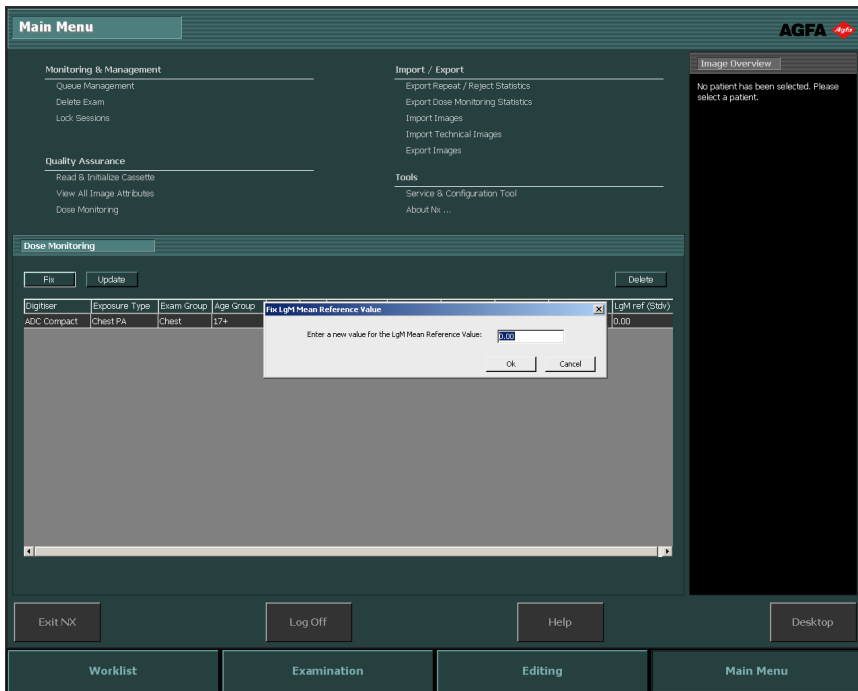 Main Menu
AGFA Agfa
Monitoring & Management
Queue Management
Delete Exam
Lock Sessions
Quality Assurance
Read & Initialize Cassette
View All Image Attributes
Dose Monitoring
Import / Export
Export Repeat / Reject Statistics
Export Dose Monitoring Statistics
Import Images
Import Technical Images
Export Images
Tools
Service & Configuration Tool
About Nx ...
Image Overview
No patient has been selected. Please
select a patient.
Dose Monitoring
Fix Update Delete
Digitiser Exposure Type Exam Group Age Group LgM ref (Stdv)
ADC Compact Chest PA Chest 17+ 0.00
Fix LgM Mean Reference Value
Enter a new value for the LgM Mean Reference Value: 0.00
Ok Cancel
Exit NX Log Off Help Desktop
Worklist Examination Editing Main Menu